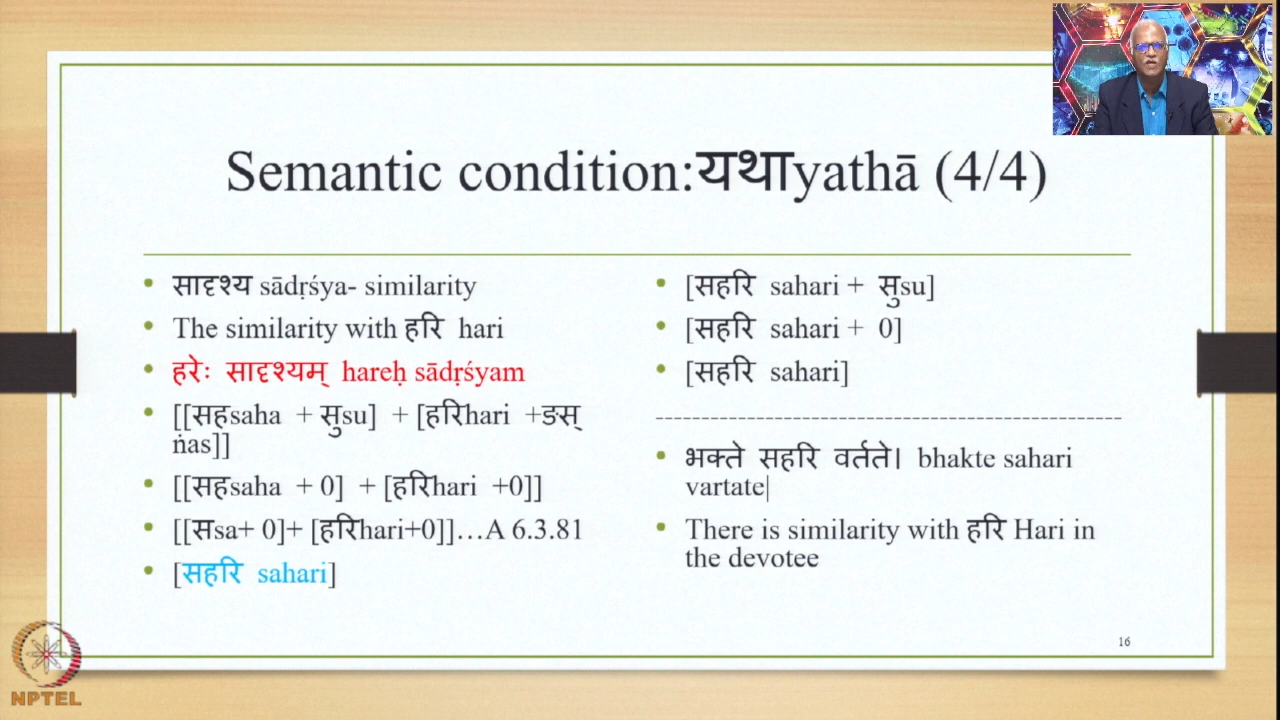 Semantic condition:यथाyathā (4/4)
• सादृश्य sādṛśya- similarity
• The similarity with हरि hari
• हरेः सादृश्यम् hareḥ sādṛśyam
• [[सहsaha + सुsu] + [हरिhari +ङस्
ṅas]]
• [[सहsaha + 0] + [हरिhari +0]]
• [[सsa+ 0]+ [हरिhari+0]]…A 6.3.81
• [सहरि sahari]
• [सहरि sahari + सुsu]
• [सहरि sahari + 0]
• [सहरि sahari]
--------------------------------------------------
• भक्ते सहरि वर्तते। bhakte sahari
vartate|
• There is similarity with हरि Hari in
the devotee
16
NPTEL